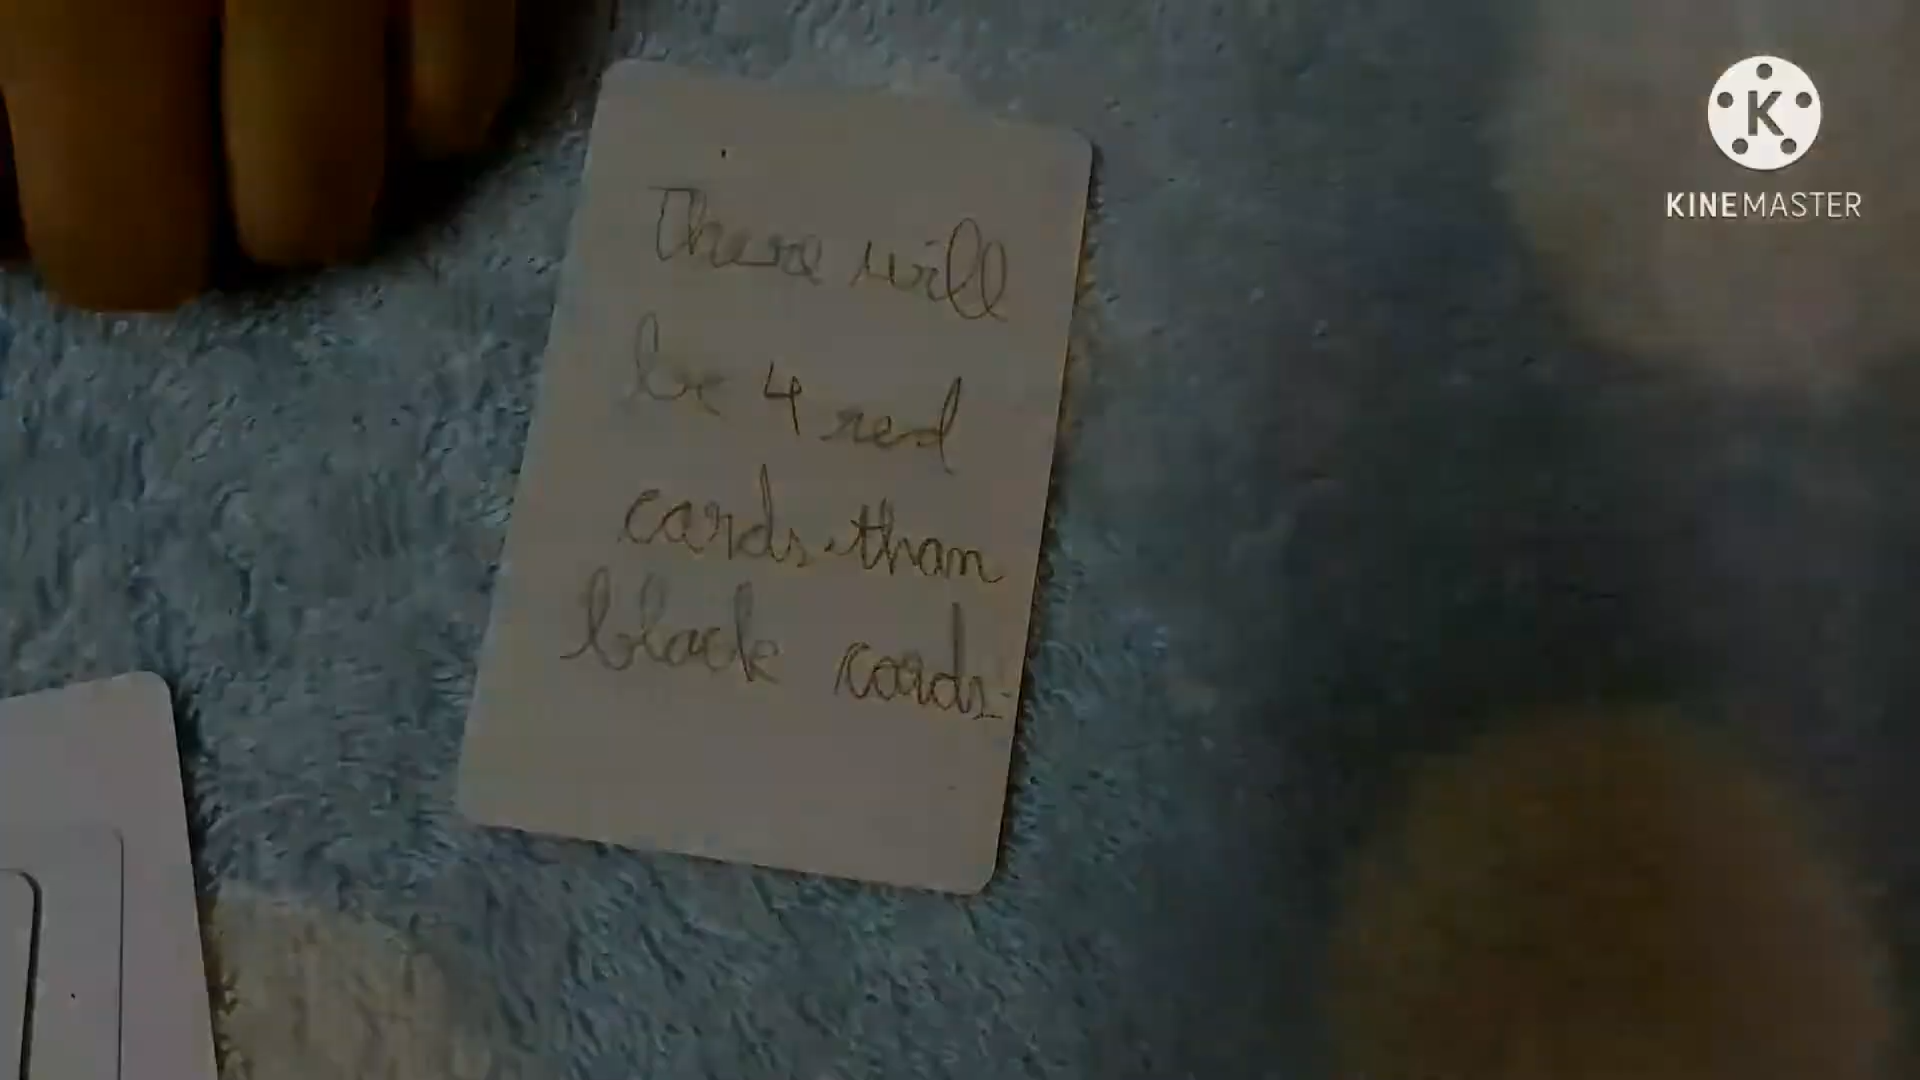 There will
be 4 red
cards than
black cards.
K
KINEMASTER